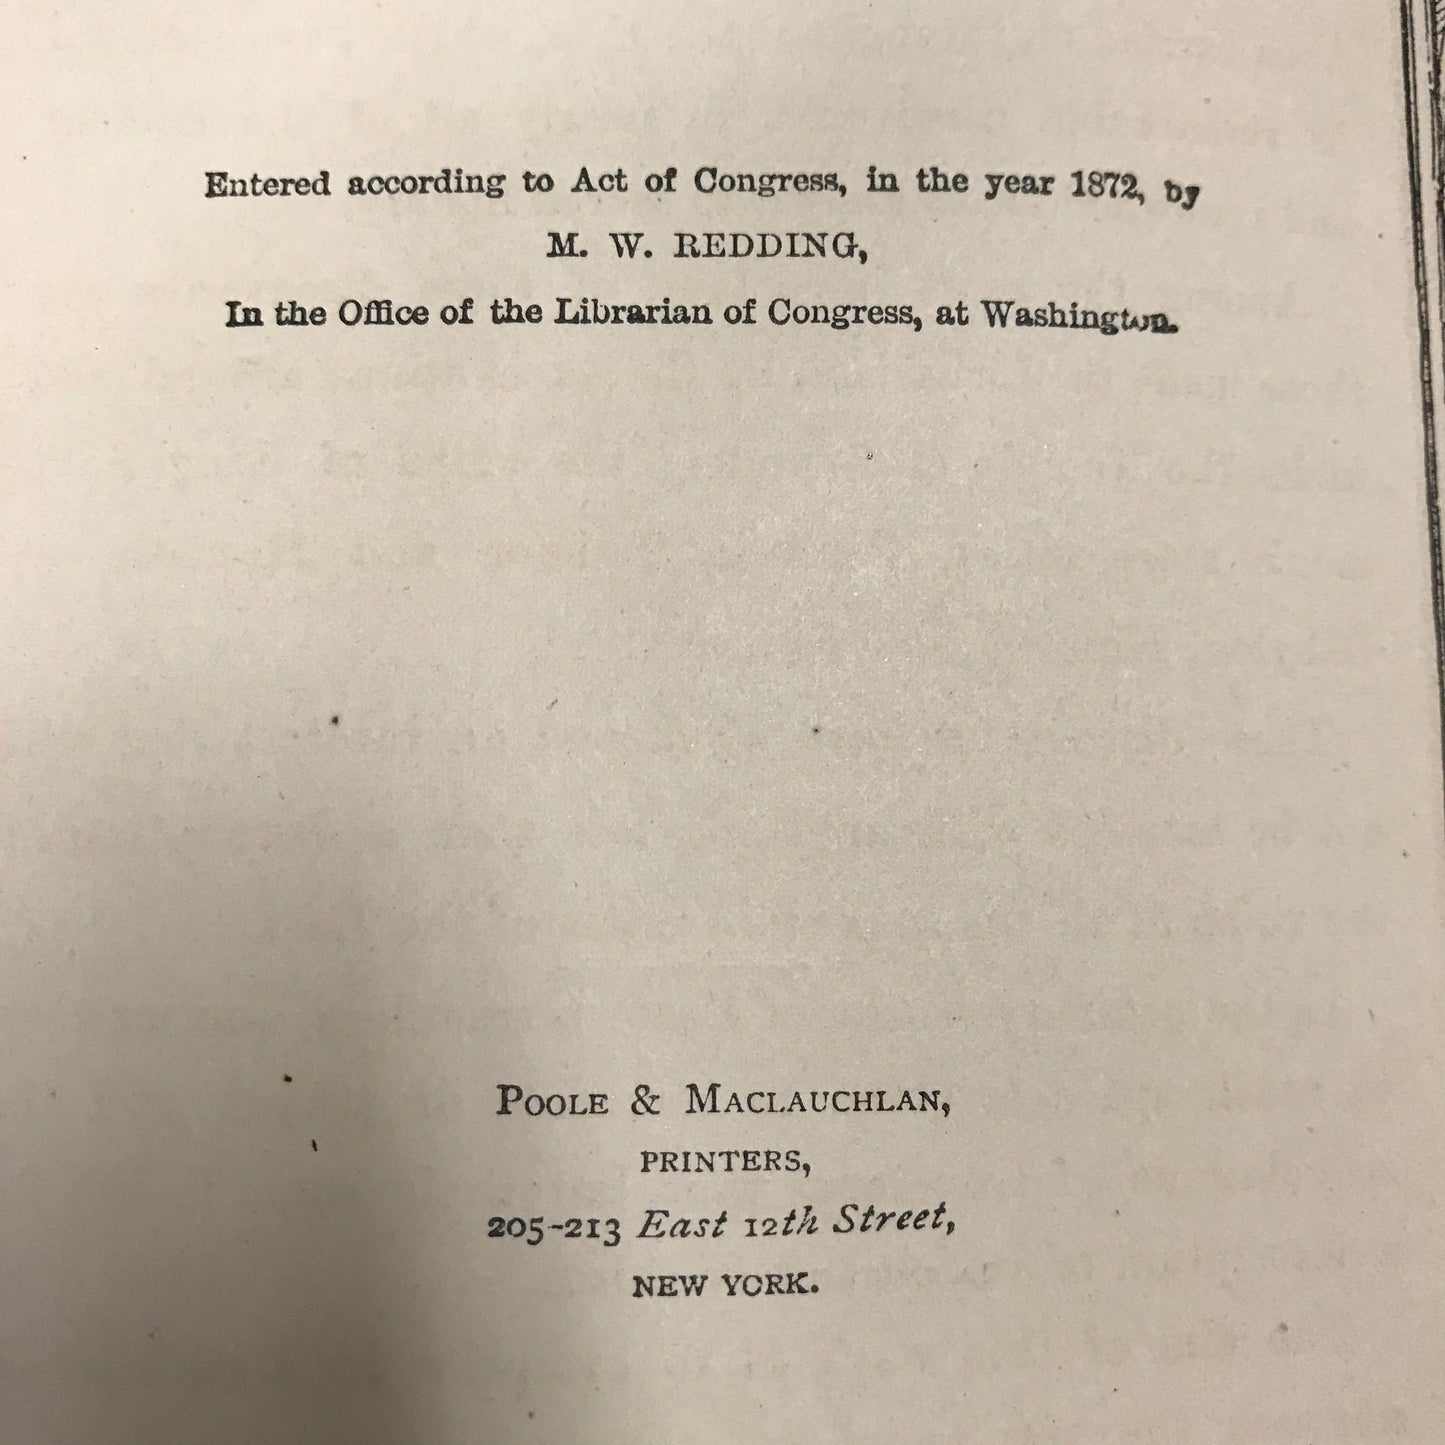 Entered according to Act of Congress, in the year 1872, by
M. W. REDDING,
In the Office of the Librarian of Congress, at Washington.
POOLE & MACLAUCHLAN,
PRINTERS,
205-213 East 12th Street,
NEW YORK.